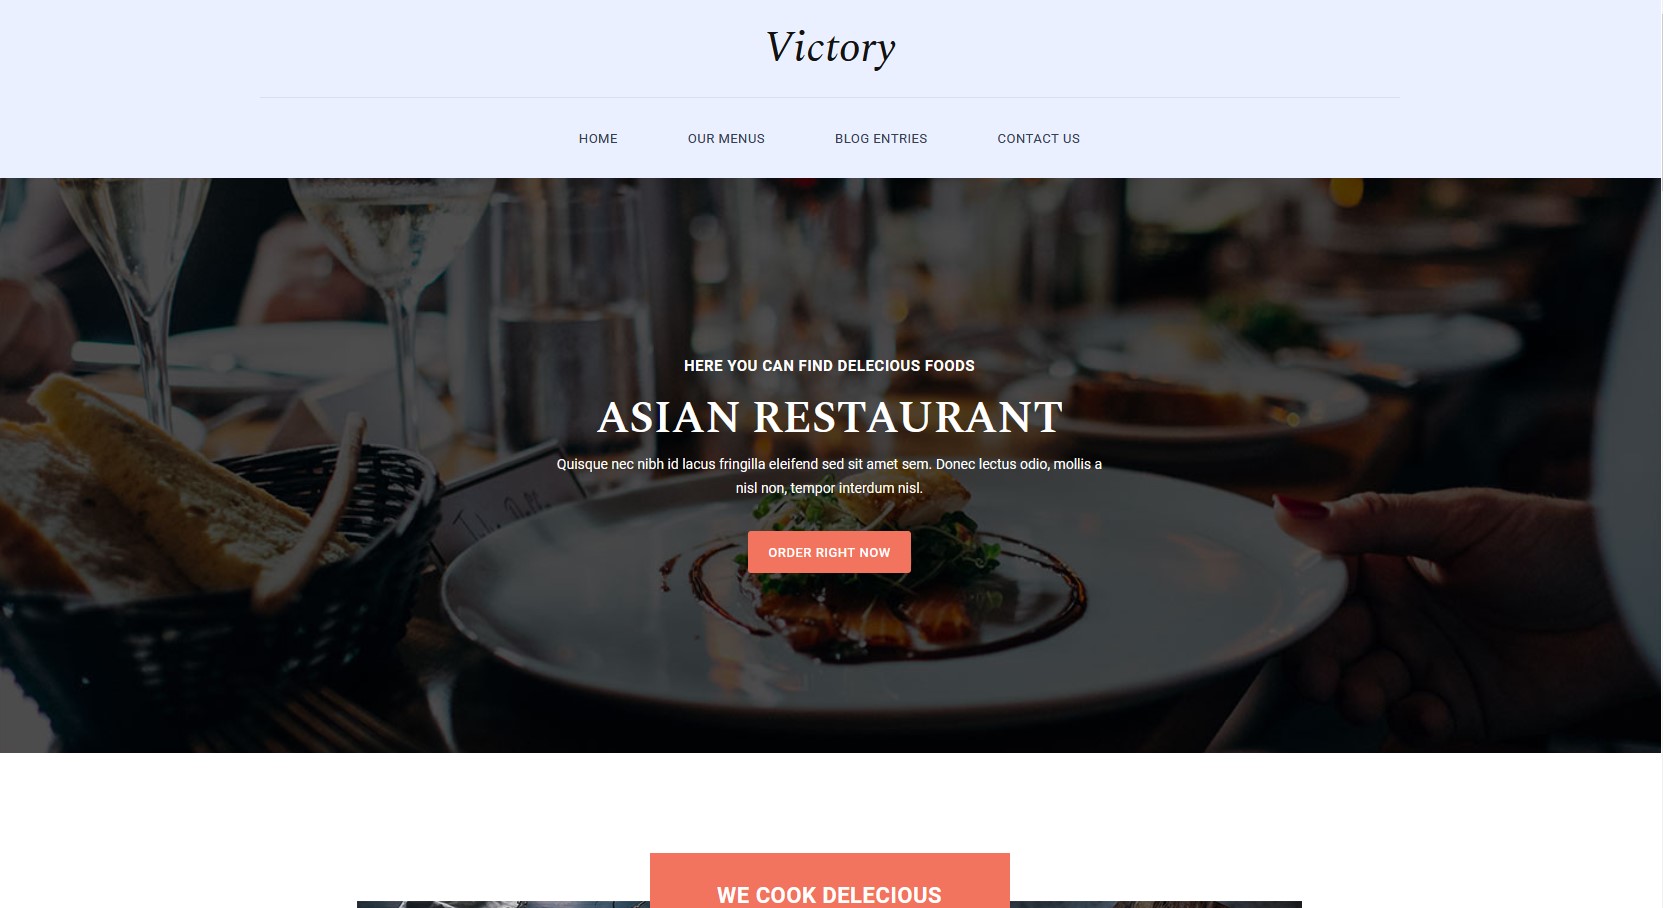 Victory
HOME
OUR MENUS
BLOG ENTRIES
CONTACT US
HERE YOU CAN FIND DELECIOUS FOODS
ASIAN RESTAURANT
Quisque nec nibh id lacus fringilla eleifend sed sit amet sem. Donec lectus odio, mollis a
nisl non, tempor interdum nisl.
ORDER RIGHT NOW
WE COOK DELECIOUS